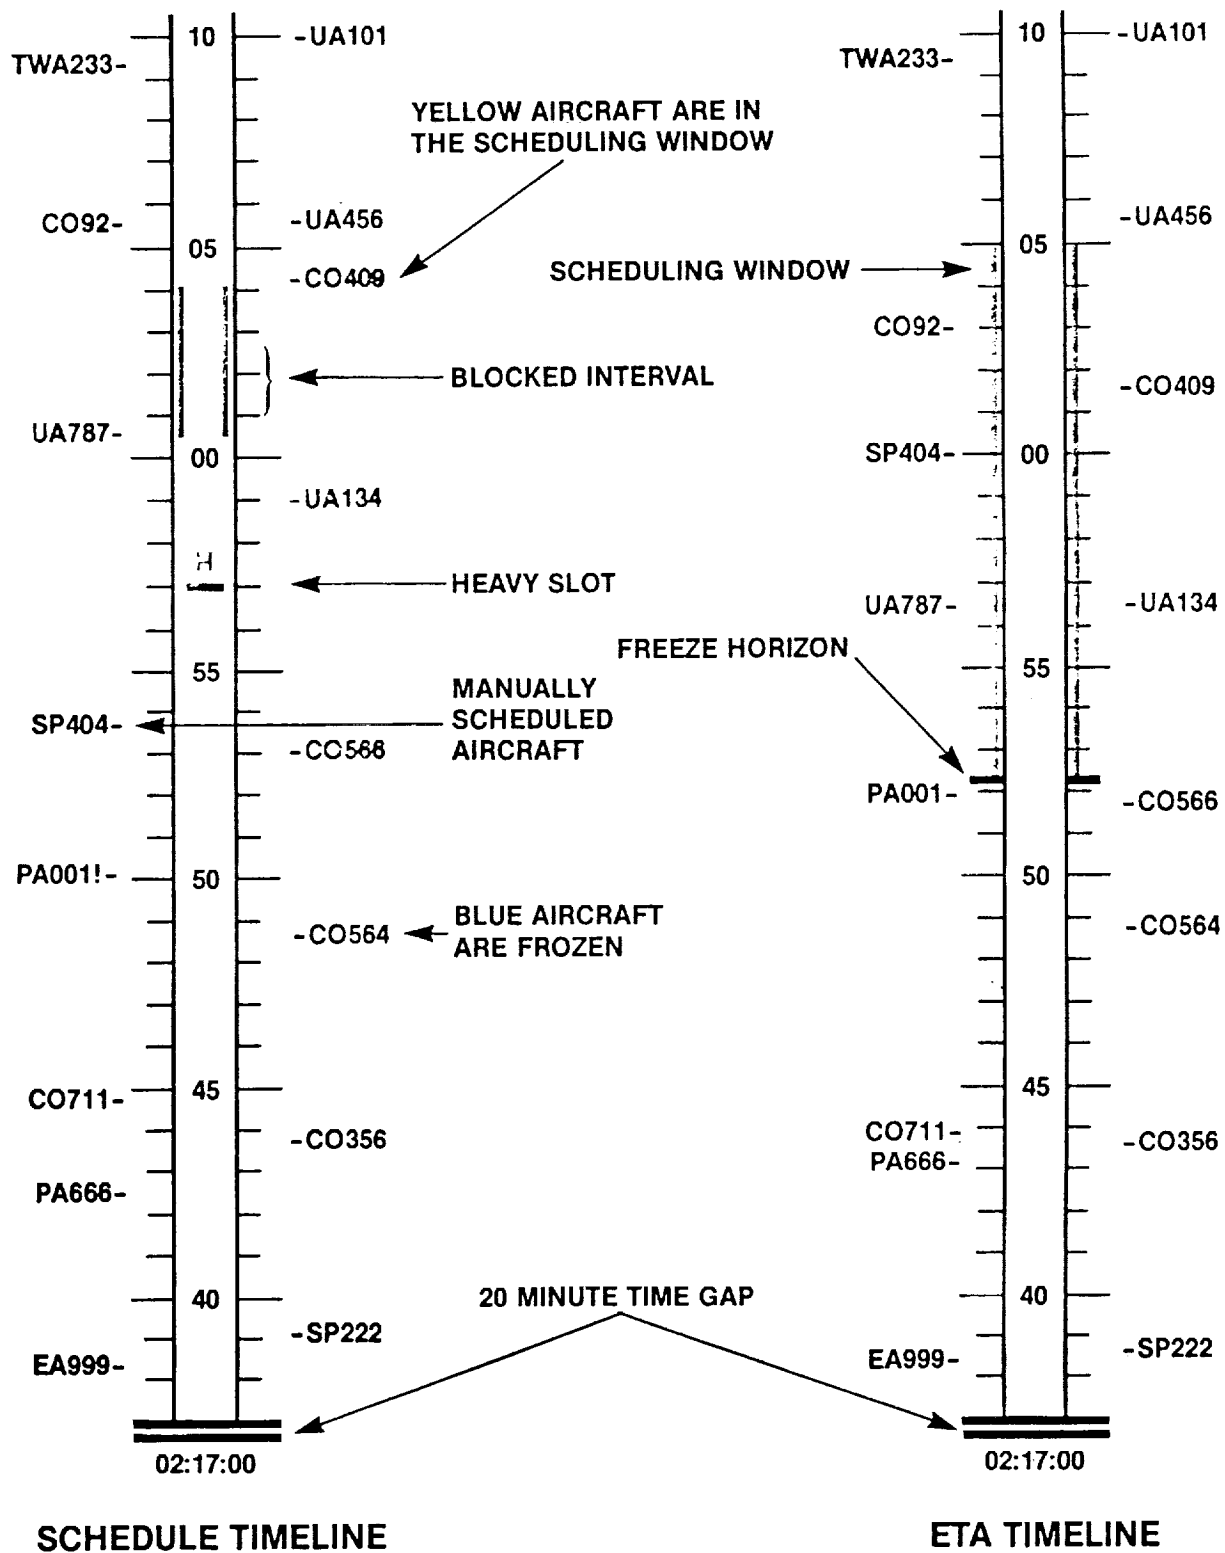 10
-UA101
TWA233-
YELLOW AIRCRAFT ARE IN
THE SCHEDULING WINDOW
CO92-
-UA456
05
-CO409
BLOCKED INTERVAL
UA787-
00
-UA134
H
HEAVY SLOT
55
MANUALLY
SCHEDULED
AIRCRAFT
SP404-
-CO566
PA001!-
50
-CO564
BLUE AIRCRAFT
ARE FROZEN
45
CO711-
-CO356
PA666-
40
20 MINUTE TIME GAP
-SP222
EA999-
02:17:00
SCHEDULE TIMELINE
10
-UA101
TWA233-
-UA456
05
SCHEDULING WINDOW
CO92-
-CO409
SP404-
00
UA787-
-UA134
FREEZE HORIZON
55
PA001-
-CO566
50
-CO564
45
CO711-
-CO356
PA666-
40
-SP222
EA999-
02:17:00
ETA TIMELINE